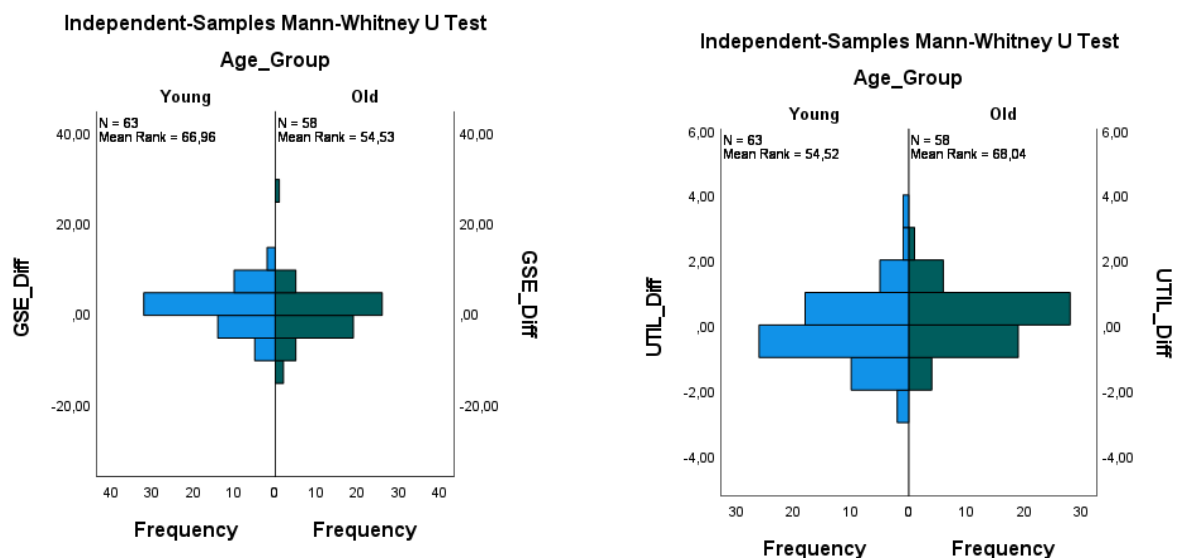 Independent-Samples Mann-Whitney U Test
Age_Group
Young Old
N = 63
Mean Rank = 66,96
N = 58
Mean Rank = 54,53
40,00
20,00
,00
-20,00
40,00
20,00
,00
-20,00
GSE_Diff
GSE_Diff
40 30 20 10 0 10 20 30 40
Frequency Frequency
Independent-Samples Mann-Whitney U Test
Age_Group
Young Old
N = 63
Mean Rank = 54,52
N = 58
Mean Rank = 68,04
6,00
4,00
2,00
,00
-2,00
-4,00
6,00
4,00
2,00
,00
-2,00
-4,00
UTIL_Diff
UTIL_Diff
30 20 10 0 10 20 30
Frequency Frequency